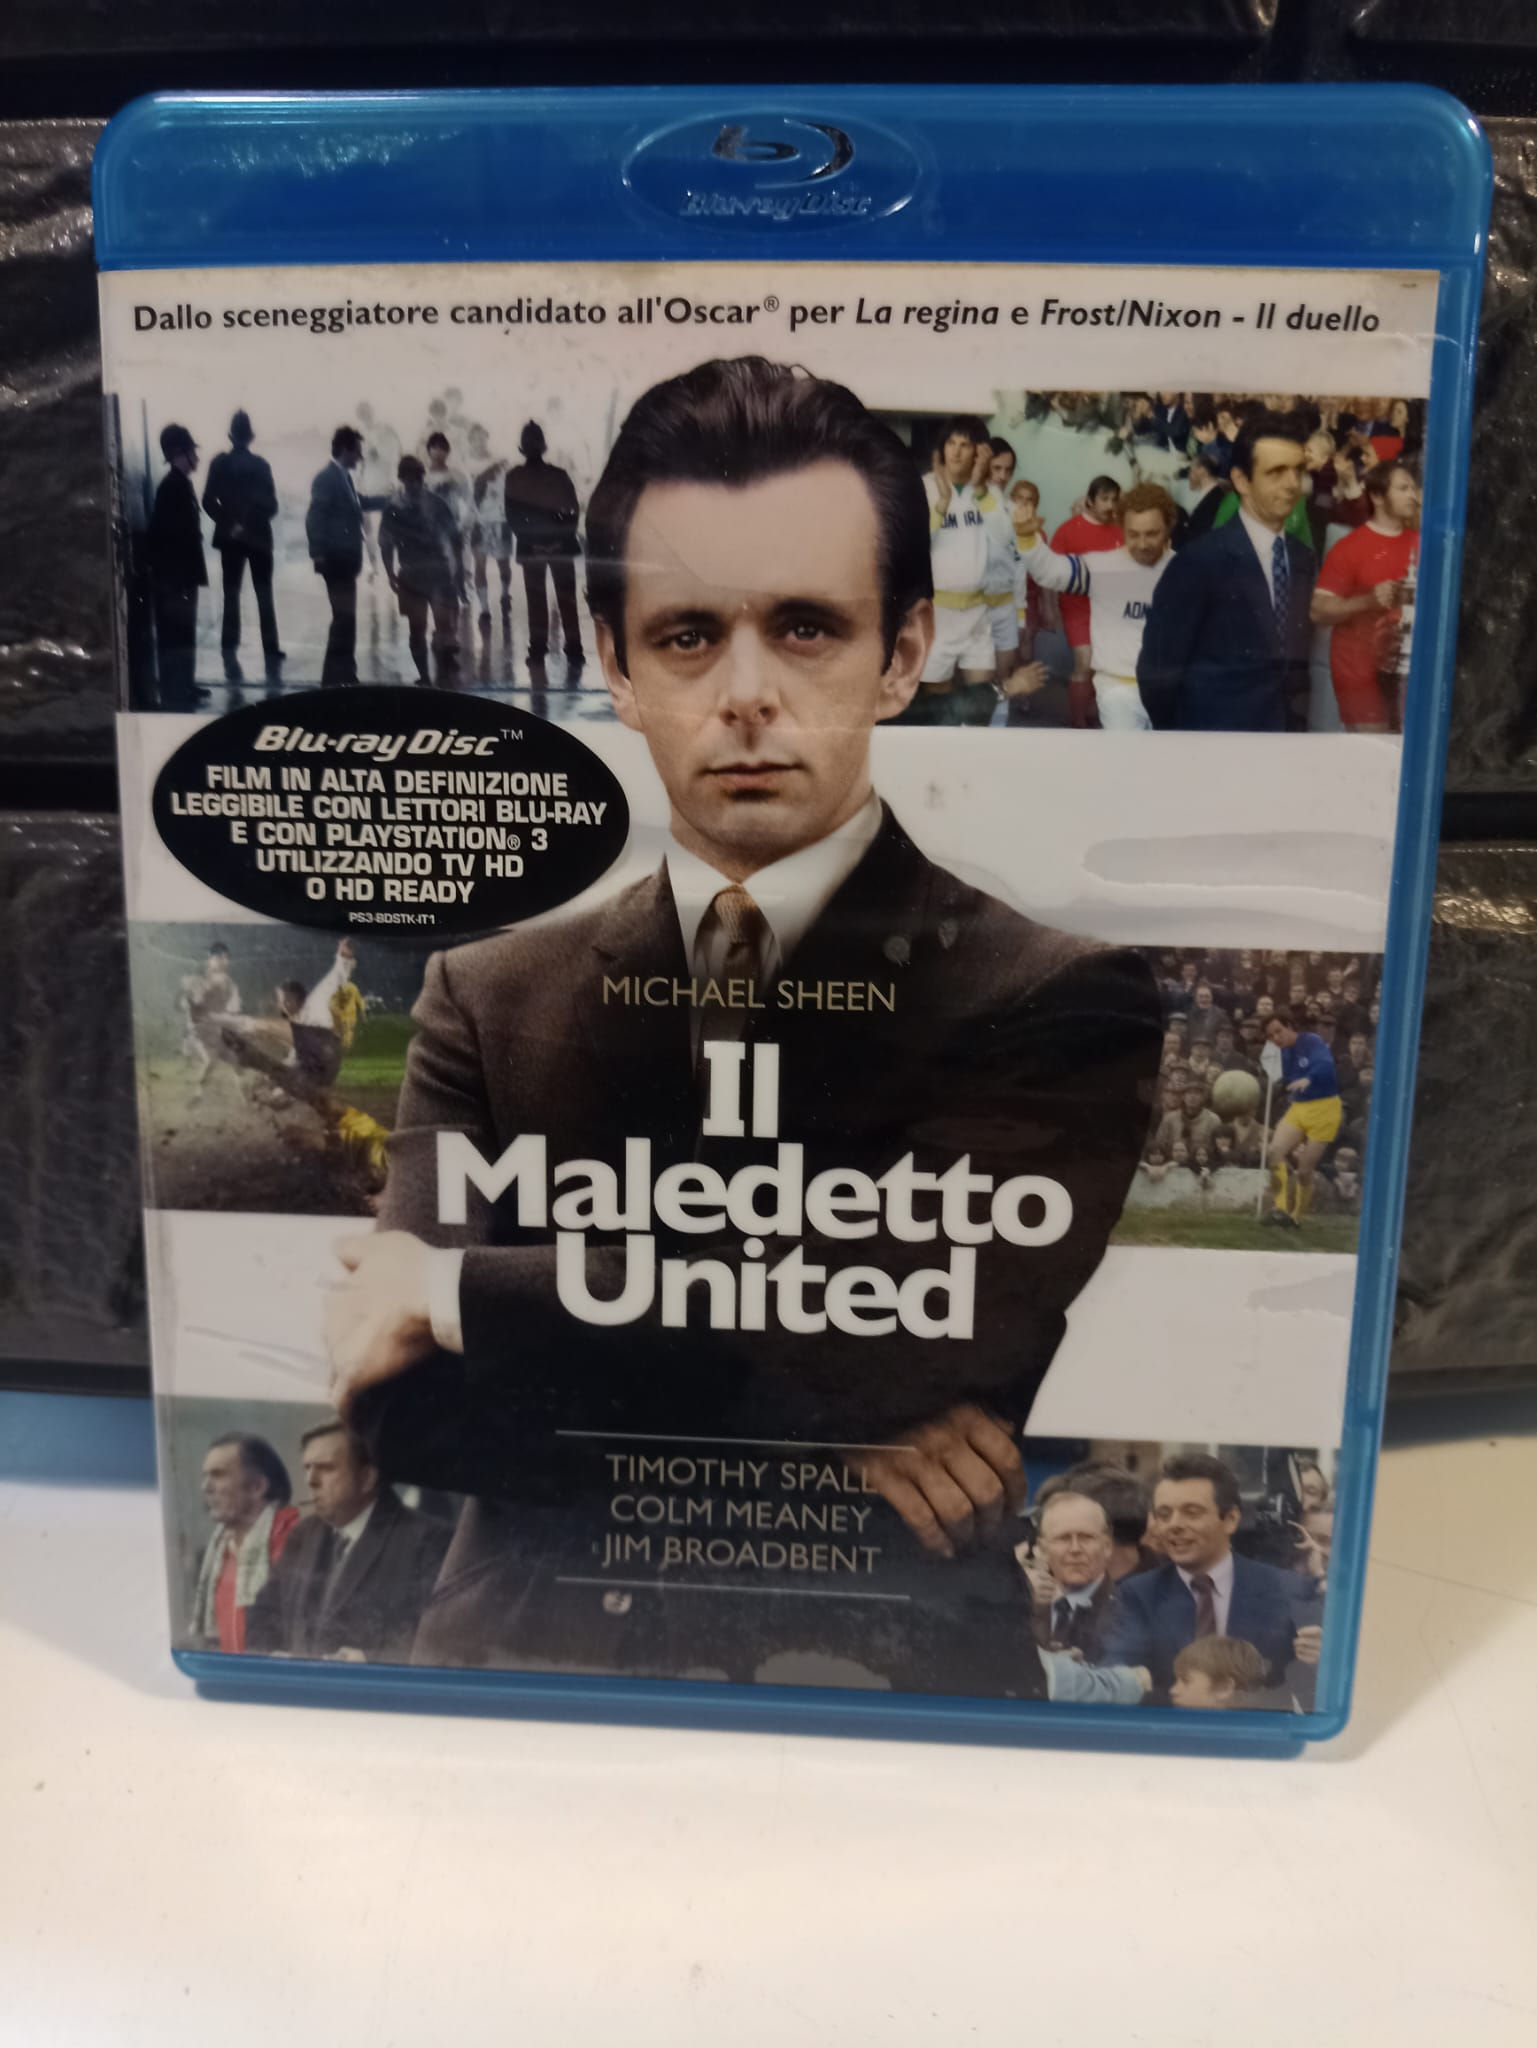 Blu-ray Disc
Dallo sceneggiatore candidato all'Oscar® per La regina e Frost/Nixon - Il duello
Blu-ray Disc™
FILM IN ALTA DEFINIZIONE
LEGGIBILE CON LETTORI BLU-RAY
E CON PLAYSTATION® 3
UTILIZZANDO TV HD
O HD READY
PS3-BDSTK-IT1
MICHAEL SHEEN
Il
Maledetto
United
TIMOTHY SPALL
COLM MEANEY
JIM BROADBENT